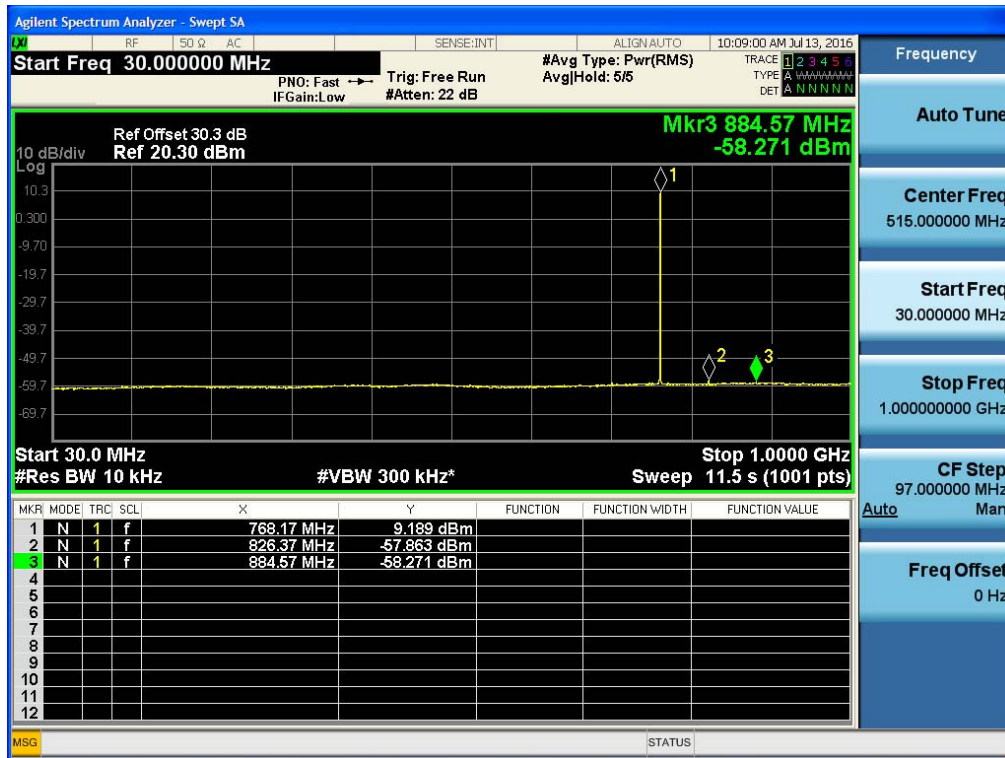 Agilent Spectrum Analyzer - Swept SA
LXI RF 50 Ω AC SENSE:INT ALIGN AUTO 10:09:00 AM Jul 13, 2016
Start Freq 30.000000 MHz
PNO: Fast
IFGain:Low
Trig: Free Run
#Atten: 22 dB
#Avg Type: Pwr(RMS)
Avg|Hold: 5/5
TRACE 1 2 3 4 5 6
TYPE A WWWWW
DET A N N N N N
Mkr3 884.57 MHz
-58.271 dBm
Ref Offset 30.3 dB
10 dB/div Ref 20.30 dBm
Log
10.3
0.300
-9.70
-19.7
-29.7
-39.7
-49.7
-59.7
-69.7
1
2
3
Start 30.0 MHz Stop 1.0000 GHz
#Res BW 10 kHz #VBW 300 kHz* Sweep 11.5 s (1001 pts)
MKR MODE TRC SCL X Y FUNCTION FUNCTION WIDTH FUNCTION VALUE
1 N 1 f 768.17 MHz 9.189 dBm
2 N 1 f 826.37 MHz -57.863 dBm
3 N 1 f 884.57 MHz -58.271 dBm
4
5
6
7
8
9
10
11
12
MSG STATUS
Frequency
Auto Tune
Center Freq
515.000000 MHz
Start Freq
30.000000 MHz
Stop Freq
1.000000000 GHz
CF Step
97.000000 MHz
Auto Man
Freq Offset
0 Hz